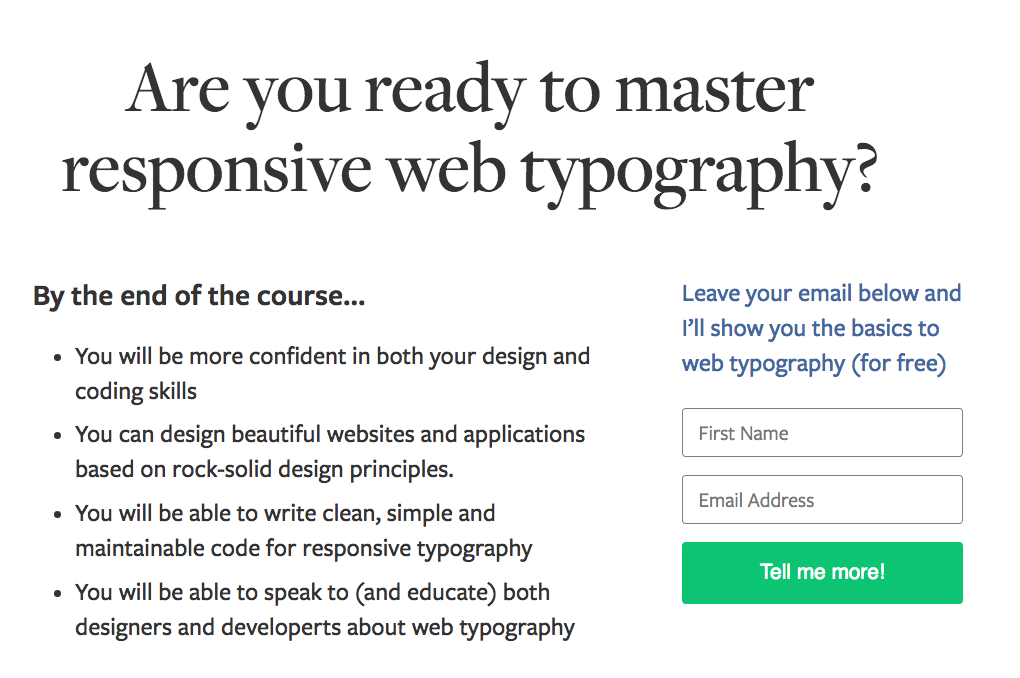 Are you ready to master
responsive web typography?
By the end of the course...
• You will be more confident in both your design and
coding skills
• You can design beautiful websites and applications
based on rock-solid design principles.
• You will be able to write clean, simple and
maintainable code for responsive typography
• You will be able to speak to (and educate) both
designers and developerts about web typography
Leave your email below and
I’ll show you the basics to
web typography (for free)
First Name
Email Address
Tell me more!